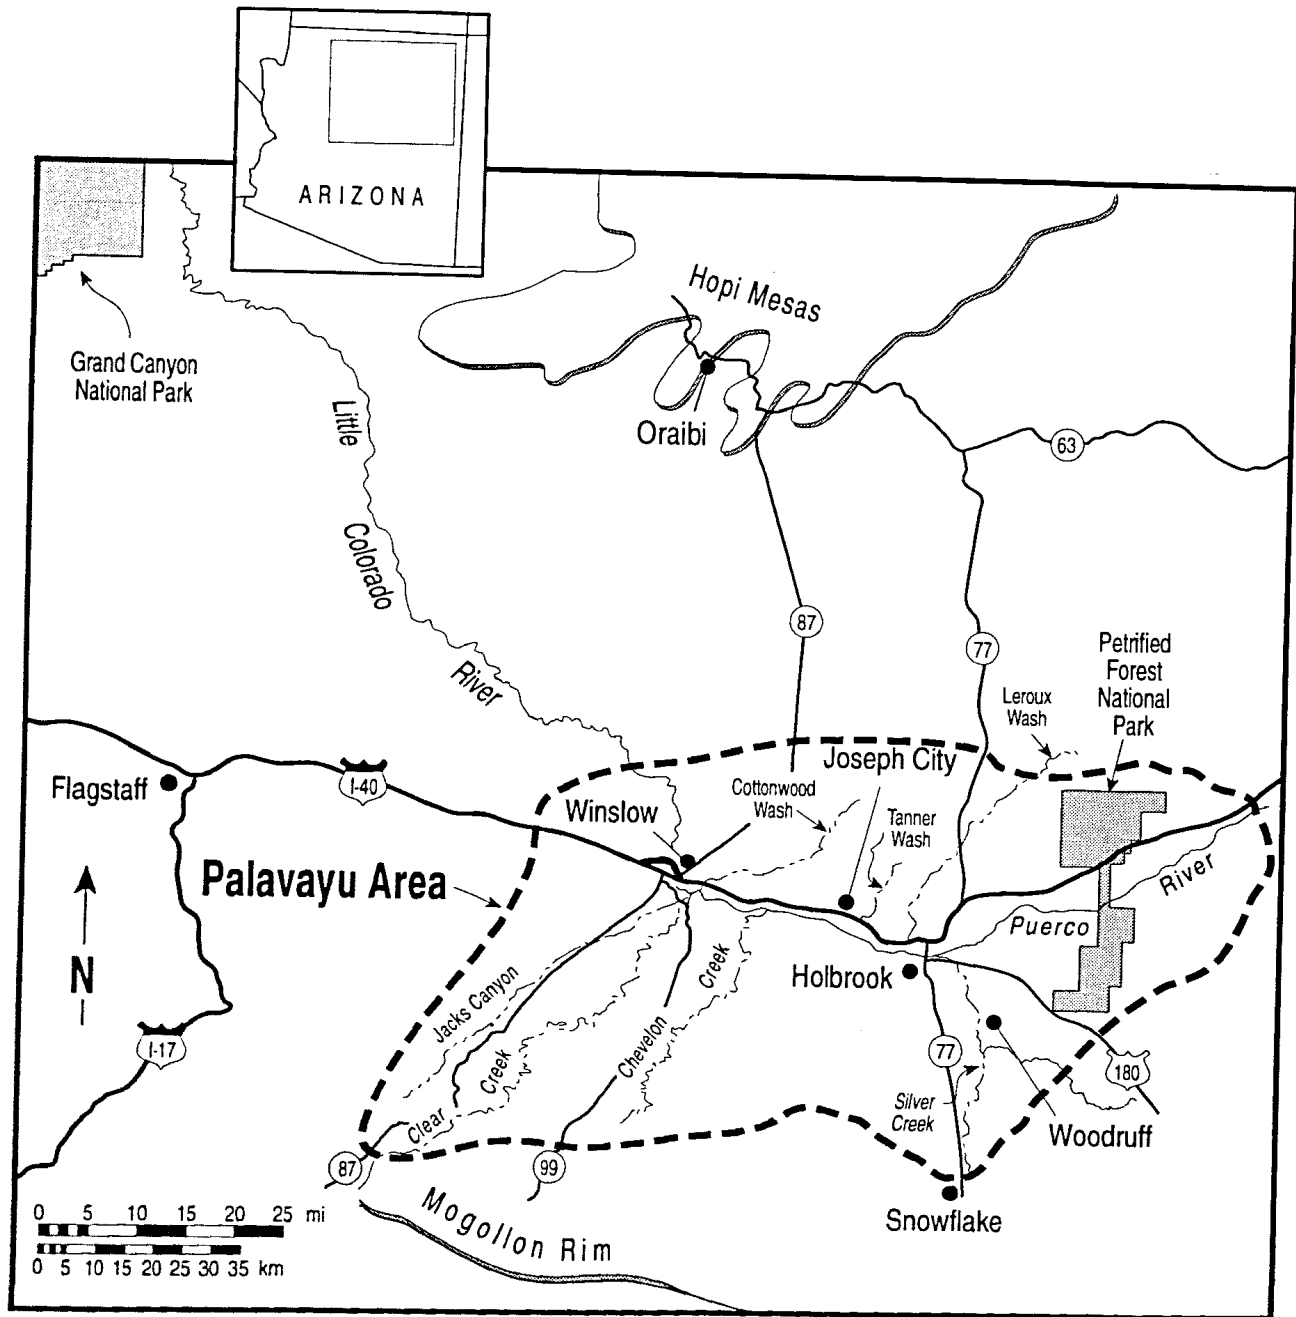 ARIZONA
Hopi Mesas
Grand Canyon
National Park
Little
Colorado
River
Oraibi
63
87
77
Petrified
Forest
National
Park
Leroux
Wash
Joseph City
Flagstaff
I-40
Winslow
Cottonwood
Wash
Tanner
Wash
Palavayu Area
River
Puerco
N
Holbrook
Jacks Canyon
Creek
Chevelon
Creek
Clear
I-17
77
180
Silver
Creek
Woodruff
87
99
Snowflake
Mogollon Rim
0 5 10 15 20 25 mi
0 5 10 15 20 25 30 35 km